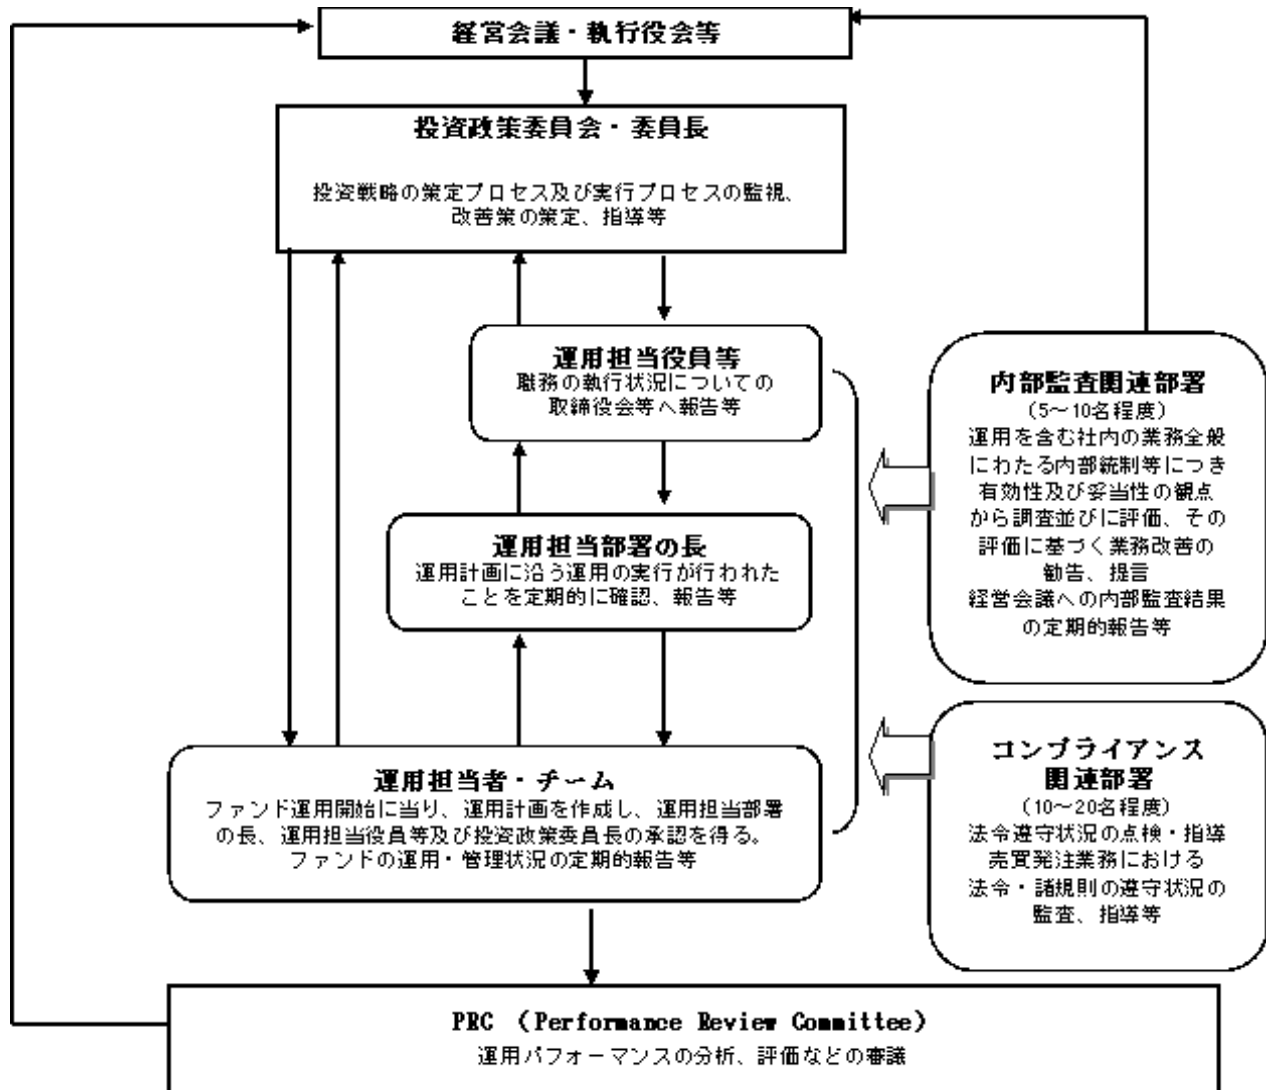 経営会議・執行役会等
投資政策委員会・委員長
投資戦略の策定プロセス及び実行プロセスの監視、
改善策の策定、指導等
運用担当役員等
職務の執行状況についての
取締役会等へ報告等
運用担当部署の長
運用計画に沿う運用の実行が行われた
ことを定期的に確認、報告等
運用担当者・チーム
ファンド運用開始に当り、運用計画を作成し、運用担当部署
の長、運用担当役員等及び投資政策委員長の承認を得る。
ファンドの運用・管理状況の定期的報告等
内部監査関連部署
（5～10名程度）
運用を含む社内の業務全般
にわたる内部統制等につき
有効性及び妥当性の観点
から調査並びに評価、その
評価に基づく業務改善の
勧告、提言
経営会議への内部監査結果
の定期的報告等
コンプライアンス
関連部署
（10～20名程度）
法令遵守状況の点検・指導
売買発注業務における
法令・諸規則の遵守状況の
監査、指導等
PRC （Performance Review Committee）
運用パフォーマンスの分析、評価などの審議